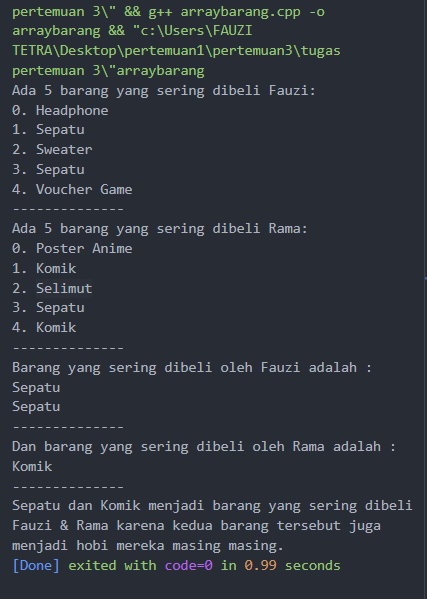 pertemuan 3\" && g++ arraybarang.cpp -o
arraybarang && "c:\Users\FAUZI
TETRA\Desktop\pertemuan1\pertemuan3\tugas
pertemuan 3\"arraybarang
Ada 5 barang yang sering dibeli Fauzi:
0. Headphone
1. Sepatu
2. Sweater
3. Sepatu
4. Voucher Game
--------------
Ada 5 barang yang sering dibeli Rama:
0. Poster Anime
1. Komik
2. Selimut
3. Sepatu
4. Komik
--------------
Barang yang sering dibeli oleh Fauzi adalah :
Sepatu
Sepatu
--------------
Dan barang yang sering dibeli oleh Rama adalah :
Komik
--------------
Sepatu dan Komik menjadi barang yang sering dibeli
Fauzi & Rama karena kedua barang tersebut juga
menjadi hobi mereka masing masing.
[Done] exited with code=0 in 0.99 seconds